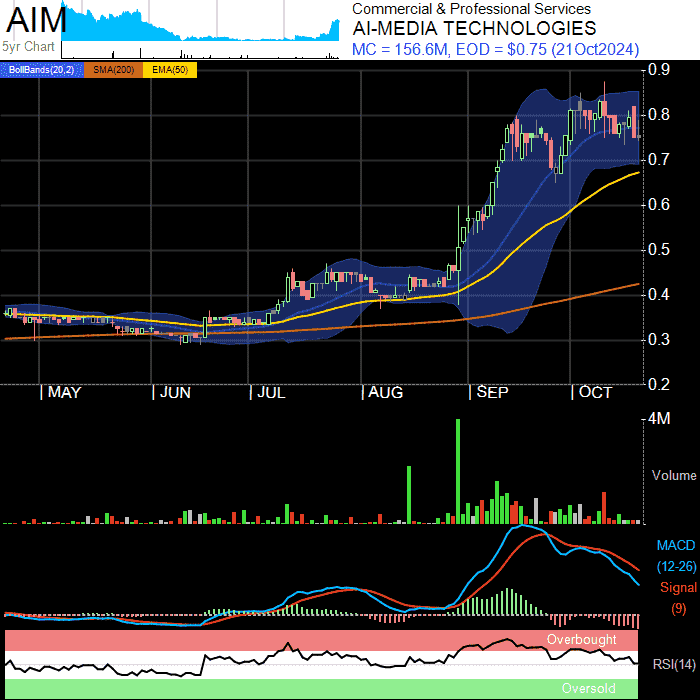 AIM
5yr Chart
Commercial & Professional Services
AI-MEDIA TECHNOLOGIES
MC = 156.6M, EOD = $0.75 (21Oct2024)
BollBands(20,2) SMA(200) EMA(50)
0.9
0.8
0.7
0.6
0.5
0.4
0.3
0.2
MAY JUN JUL AUG SEP OCT
4M
Volume
MACD
(12-26)
Signal
(9)
Overbought
RSI(14)
Oversold